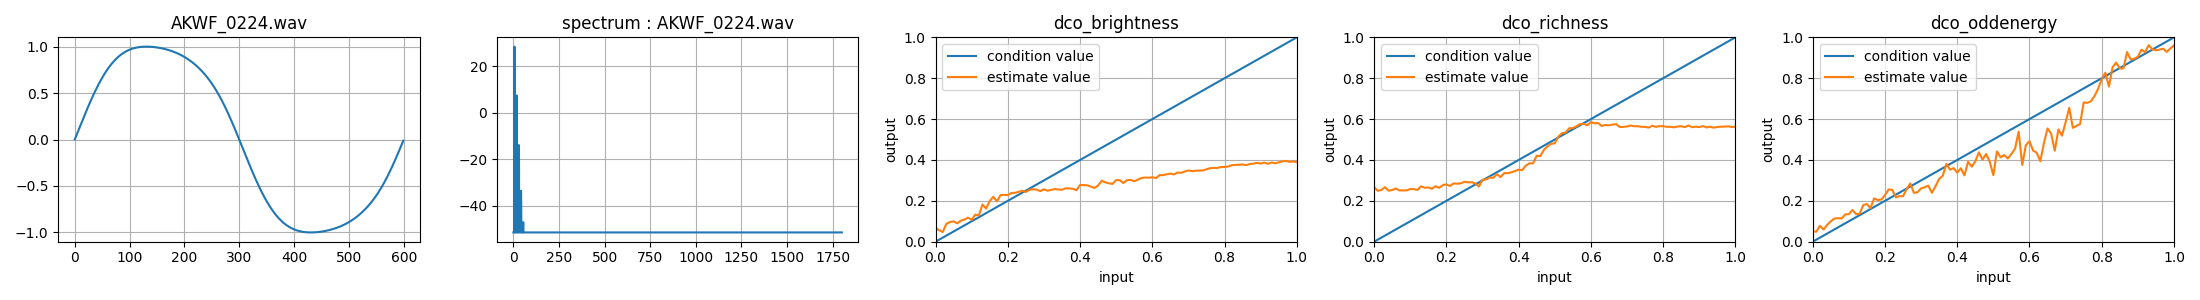 AKWF_0224.wav
1.0
0.5
0.0
−0.5
−1.0
0 100 200 300 400 500 600
spectrum : AKWF_0224.wav
20
0
−20
−40
0 250 500 750 1000 1250 1500 1750
dco_brightness
condition value
estimate value
output
1.0
0.8
0.6
0.4
0.2
0.0
0.0 0.2 0.4 0.6 0.8 1.0
input
dco_richness
condition value
estimate value
output
1.0
0.8
0.6
0.4
0.2
0.0
0.0 0.2 0.4 0.6 0.8 1.0
input
dco_oddenergy
condition value
estimate value
output
1.0
0.8
0.6
0.4
0.2
0.0
0.0 0.2 0.4 0.6 0.8 1.0
input